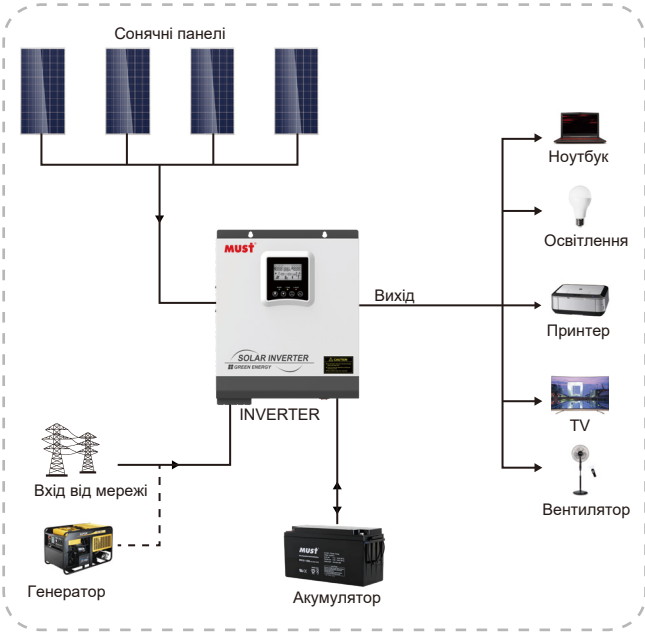 Сонячні панелі
Ноутбук
Освітлення
MUST
Вихід
Принтер
SOLAR INVERTER
GREEN ENERGY
CAUTION
INVERTER
TV
Вхід від мережі
Вентилятор
MUST
Генератор
Акумулятор